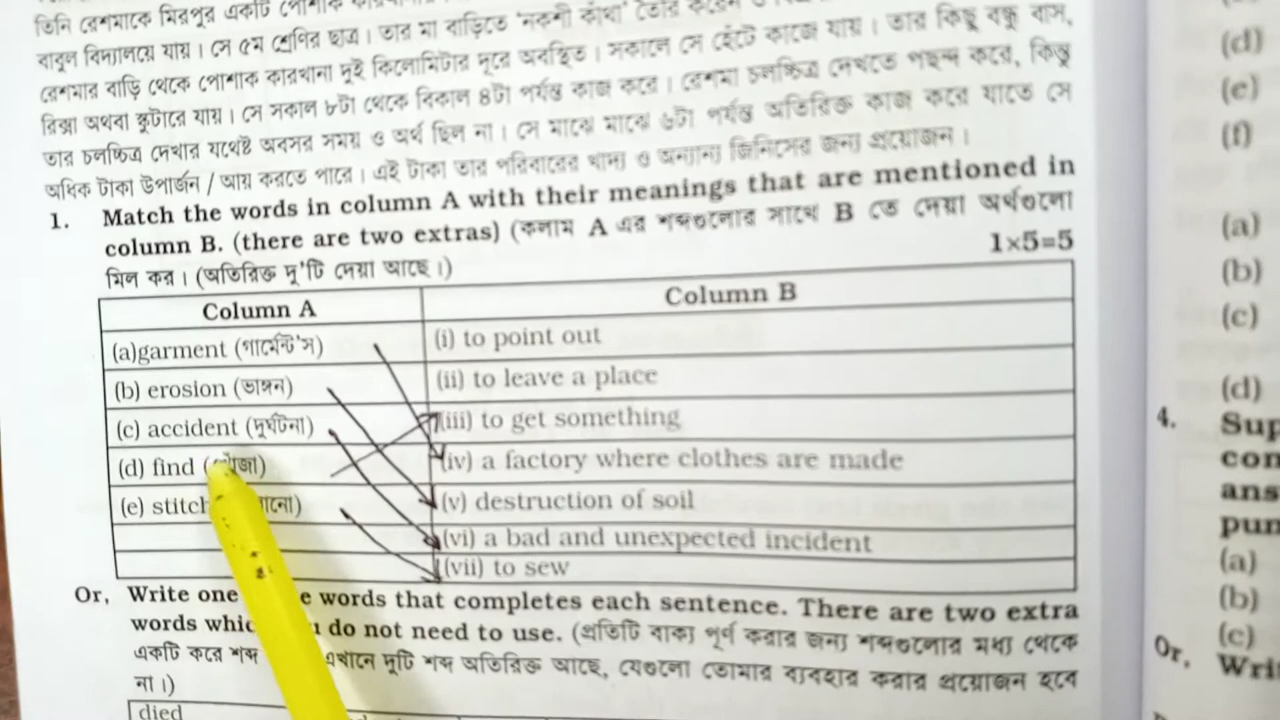 তিনি রেশমাকে মিরপুর একটি পোশাক
বাবুল বিদ্যালয়ে যায়। সে ৫ম শ্রেণির ছাত্র। তার মা বাড়িতে 'নকশী কাঁথা' তৈরি করেন
রেশমার বাড়ি থেকে পোশাক কারখানা দুই কিলোমিটার দূরে অবস্থিত। সকালে সে হেঁটে কাজে যায়। তার কিছু বন্ধু বাস,
রিক্সা অথবা স্কুটারে যায়। সে সকাল ৮টা থেকে বিকাল ৪টা পর্যন্ত কাজ করে। রেশমা চলচ্চিত্র দেখতে পছন্দ করে, কিন্তু
তার চলচ্চিত্র দেখার যথেষ্ট অবসর সময় ও অর্থ ছিল না। সে মাঝে মাঝে ৬টা পর্যন্ত অতিরিক্ত কাজ করে যাতে সে
অধিক টাকা উপার্জন / আয় করতে পারে। এই টাকা তার পরিবারের খাদ্য ও অন্যান্য জিনিসের জন্য প্রয়োজন।
1. Match the words in column A with their meanings that are mentioned in
column B. (there are two extras) (কলাম A এর শব্দগুলোর সাথে B তে দেয়া অর্থগুলো
মিল কর। (অতিরিক্ত দু'টি দেয়া আছে।) 1×5=5
Column A Column B
(a)garment (গার্মেন্ট'স) (i) to point out
(b) erosion (ভাঙ্গন) (ii) to leave a place
(c) accident (দুর্ঘটনা) (iii) to get something
(d) find (iv) a factory where clothes are made
(e) stitch (v) destruction of soil
(vi) a bad and unexpected incident
(vii) to sew
Or, Write one words that completes each sentence. There are two extra
words do not need to use. (প্রতিটি বাক্য পূর্ণ করার জন্য শব্দগুলোর মধ্য থেকে
একটি করে শব্দ এখানে দুটি শব্দ অতিরিক্ত আছে, যেগুলো তোমার ব্যবহার করার প্রয়োজন হবে
না।)
died
(d)
(e)
(f)
(a)
(b)
(c)
(d)
4. Sup
con
ans
pun
(a)
(b)
(c)
Or, Wri